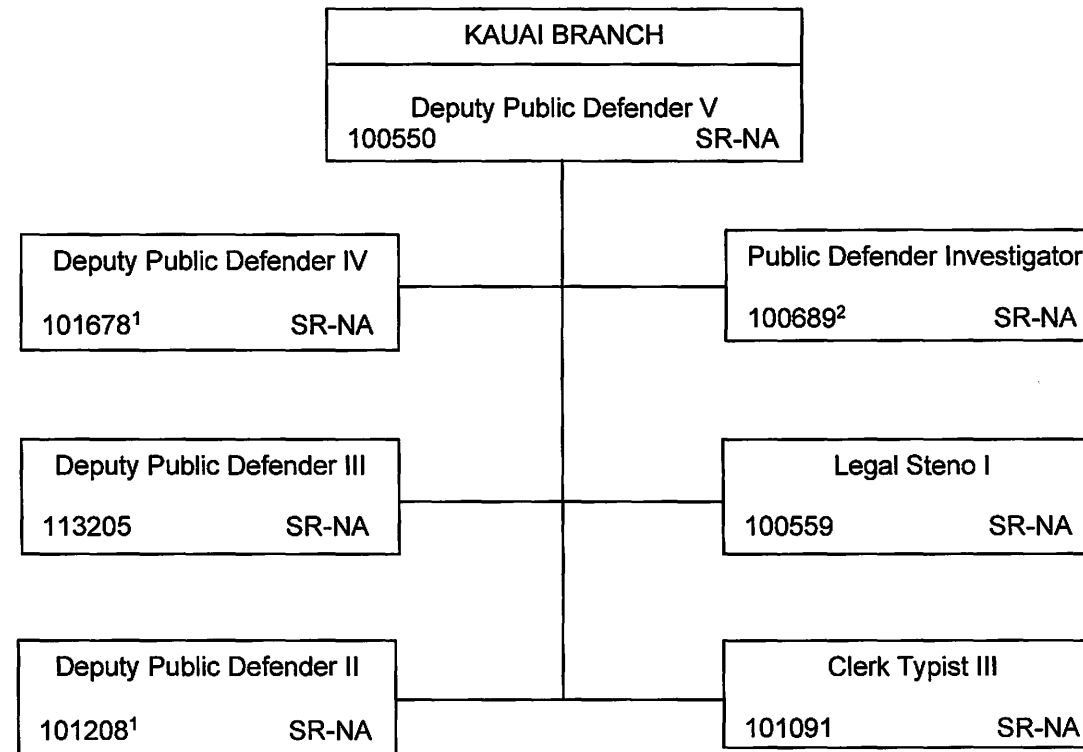 KAUAI BRANCH
Deputy Public Defender V
100550 SR-NA
Deputy Public Defender IV
101678¹ SR-NA
Public Defender Investigator
100689² SR-NA
Deputy Public Defender III
113205 SR-NA
Legal Steno I
100559 SR-NA
Deputy Public Defender II
101208¹ SR-NA
Clerk Typist III
101091 SR-NA